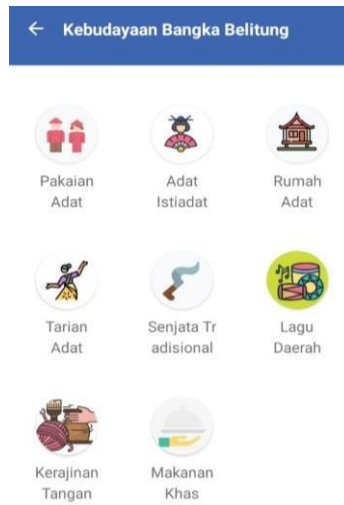 Kebudayaan Bangka Belitung
Pakaian
Adat
Adat
Istiadat
Rumah
Adat
Tarian
Adat
Senjata Tr
adisional
Lagu
Daerah
Kerajinan
Tangan
Makanan
Khas